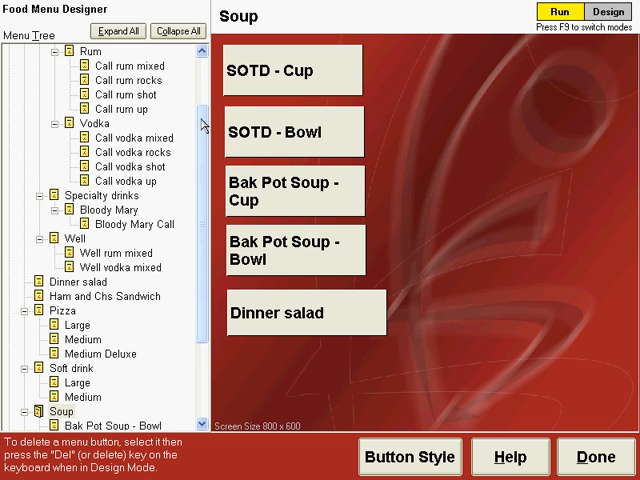 Food Menu Designer
Menu Tree
Expand All
Collapse All
Rum
Call rum mixed
Call rum rocks
Call rum shot
Call rum up
Vodka
Call vodka mixed
Call vodka rocks
Call vodka shot
Call vodka up
Specialty drinks
Bloody Mary
Bloody Mary Call
Well
Well rum mixed
Well vodka mixed
Dinner salad
Ham and Chs Sandwich
Pizza
Large
Medium
Medium Deluxe
Soft drink
Large
Medium
Soup
Bak Pot Soup - Bowl
Soup
Run
Design
Press F9 to switch modes
SOTD - Cup
SOTD - Bowl
Bak Pot Soup -
Cup
Bak Pot Soup -
Bowl
Dinner salad
Screen Size 800 x 600
To delete a menu button, select it then
press the "Del" (or delete) key on the
keyboard when in Design Mode.
Button Style
Help
Done